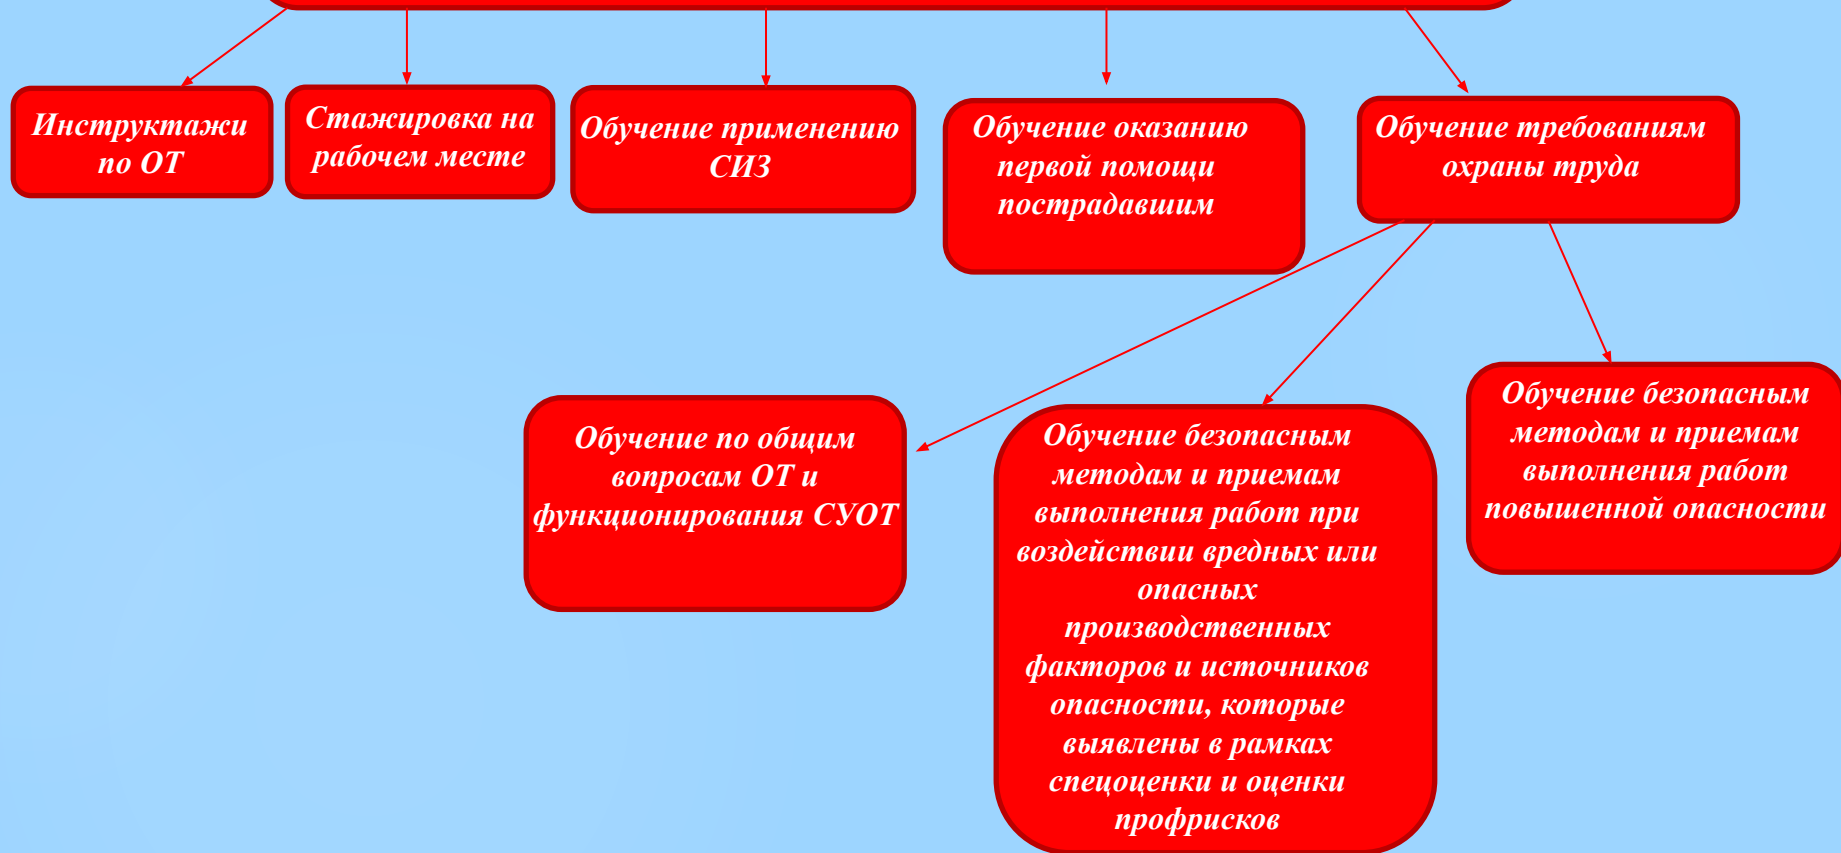 Инструктажи
по ОТ
Стажировка на
рабочем месте
Обучение применению
СИЗ
Обучение оказанию
первой помощи
пострадавшим
Обучение требованиям
охраны труда
Обучение по общим
вопросам ОТ и
функционирования СУОТ
Обучение безопасным
методам и приемам
выполнения работ при
воздействии вредных или
опасных
производственных
факторов и источников
опасности, которые
выявлены в рамках
спецоценки и оценки
профрисков
Обучение безопасным
методам и приемам
выполнения работ
повышенной опасности